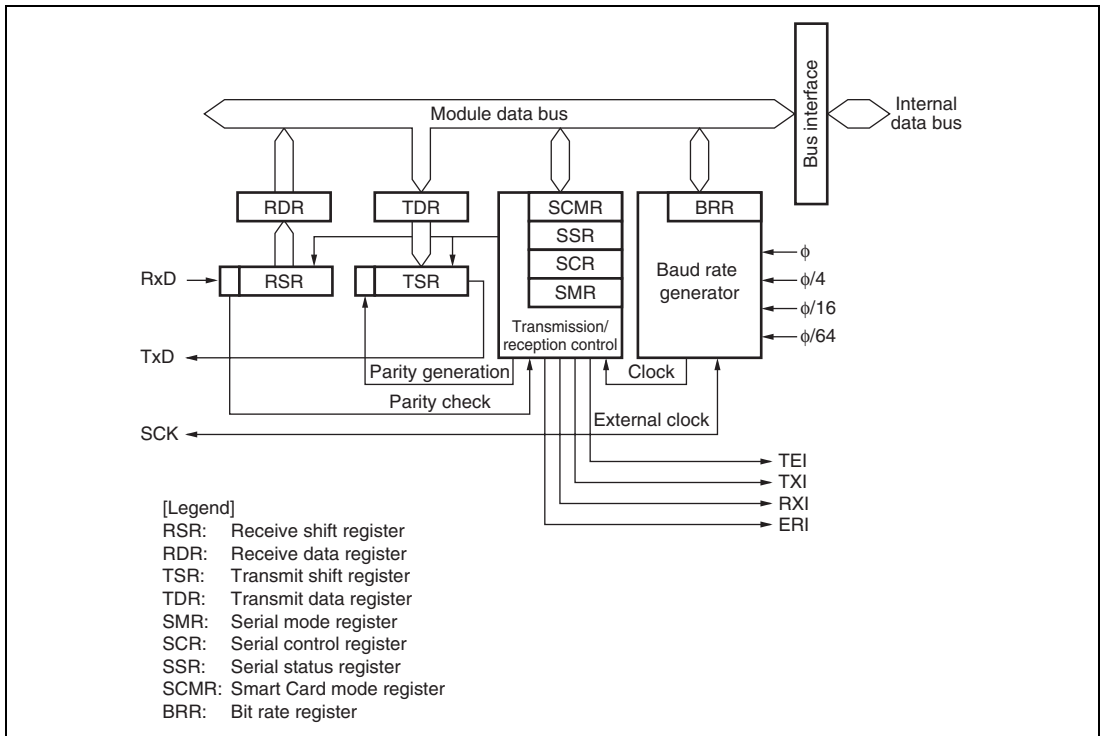 Module data bus
Bus interface
Internal
data bus
RDR
TDR
SCMR
BRR
SSR
SCR
SMR
RxD
RSR
TSR
Baud rate
generator
ϕ
ϕ/4
ϕ/16
ϕ/64
Transmission/
reception control
TxD
Parity generation
Clock
Parity check
External clock
SCK
TEI
TXI
RXI
ERI
[Legend]
RSR: Receive shift register
RDR: Receive data register
TSR: Transmit shift register
TDR: Transmit data register
SMR: Serial mode register
SCR: Serial control register
SSR: Serial status register
SCMR: Smart Card mode register
BRR: Bit rate register